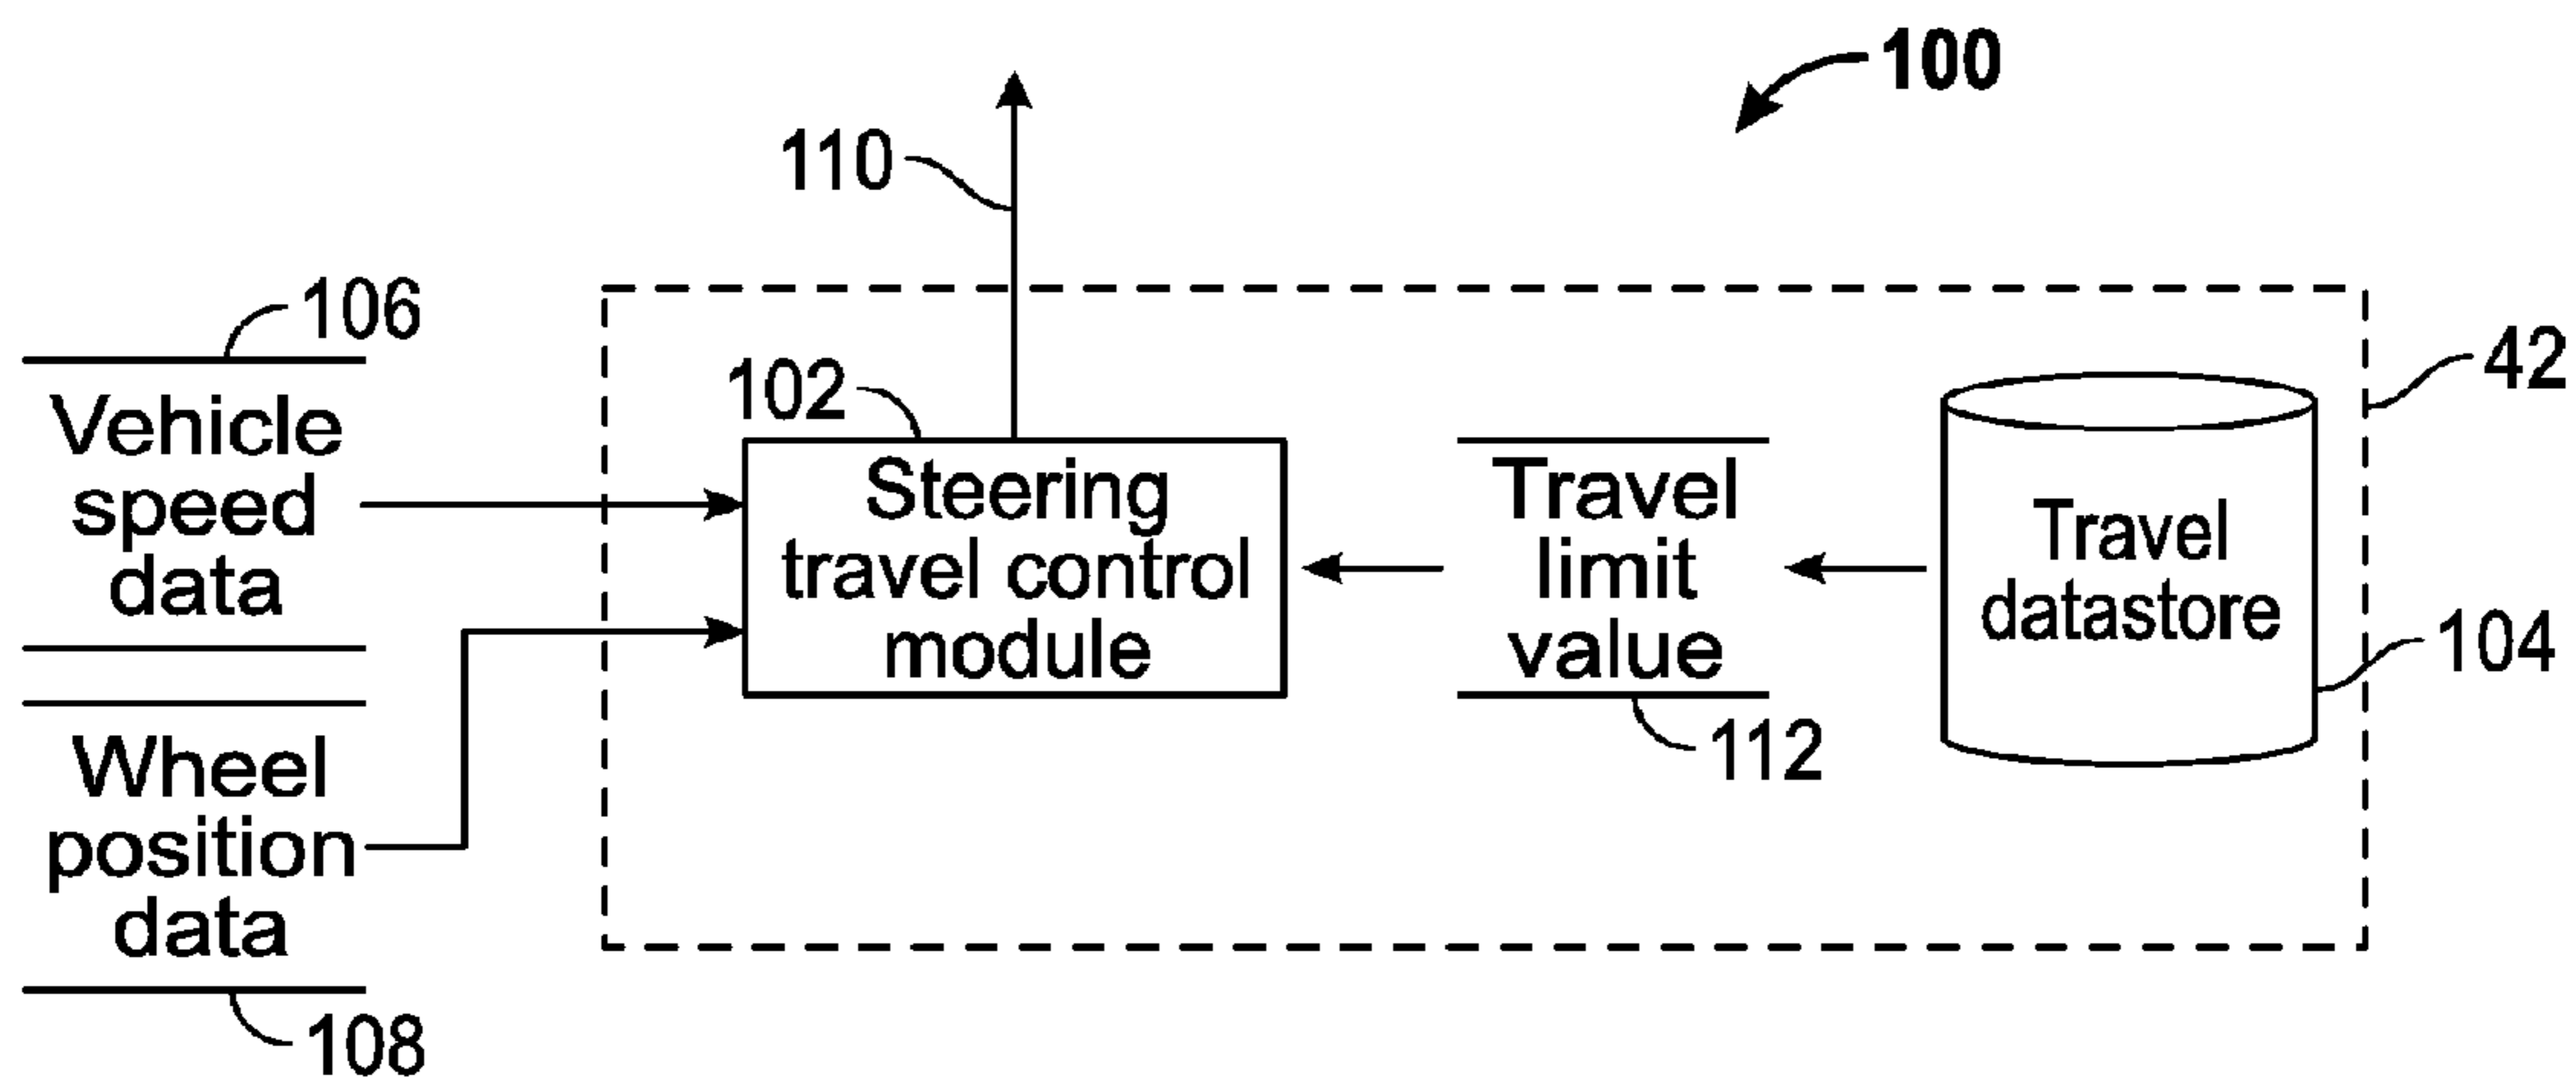 100
110
106
Vehicle
speed
data
102
Steering
travel control
module
Travel
limit
value
112
Travel
datastore
42
104
Wheel
position
data
108